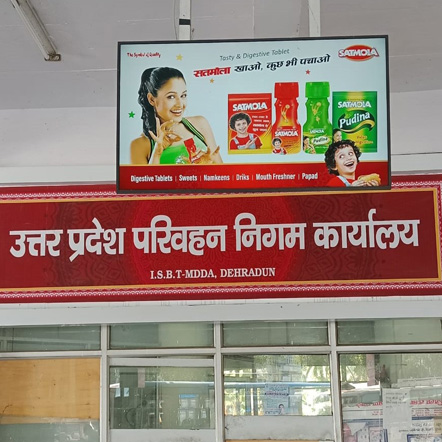 The Symbol of Quality
Tasty & Digestive Tablet
SATMOLA
सतमोला खाओ, कुछ भी पचाओ
SATMOLA
SATMOLA
SATMOLA
Pudina
Digestive Tablets | Sweets | Namkeens | Driks | Mouth Freshner | Papad
उत्तर प्रदेश परिवहन निगम कार्यालय
I.S.B.T-MDDA, DEHRADUN